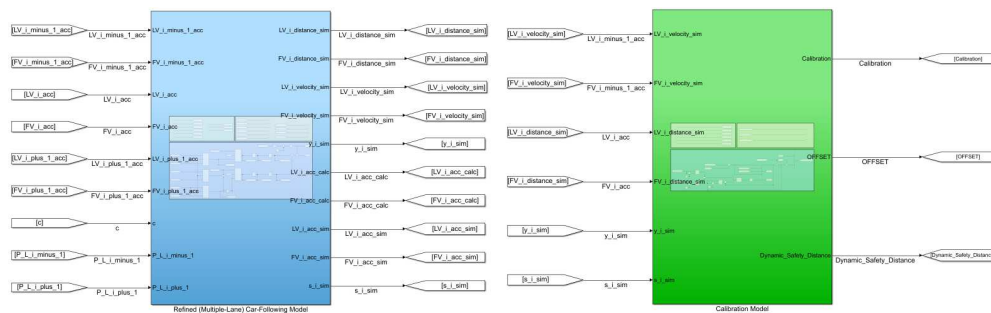 [LV_i_minus_1_acc]
LV_i_minus_1_acc
LV_i_minus_1_acc
[FV_i_minus_1_acc]
FV_i_minus_1_acc
FV_i_minus_1_acc
[LV_i_acc]
LV_i_acc
LV_i_acc
[FV_i_acc]
FV_i_acc
FV_i_acc
[LV_i_plus_1_acc]
LV_i_plus_1_acc
LV_i_plus_1_acc
[FV_i_plus_1_acc]
FV_i_plus_1_acc
FV_i_plus_1_acc
[c]
c
c
[P_L_i_minus_1]
P_L_i_minus_1
P_L_i_minus_1
[P_L_i_plus_1]
P_L_i_plus_1
P_L_i_plus_1
LV_i_distance_sim
LV_i_distance_sim
[LV_i_distance_sim]
FV_i_distance_sim
FV_i_distance_sim
[FV_i_distance_sim]
LV_i_velocity_sim
LV_i_velocity_sim
[LV_i_velocity_sim]
FV_i_velocity_sim
FV_i_velocity_sim
[FV_i_velocity_sim]
y_i_sim
y_i_sim
[y_i_sim]
LV_i_acc_calc
LV_i_acc_calc
[LV_i_acc_calc]
FV_i_acc_calc
FV_i_acc_calc
[FV_i_acc_calc]
LV_i_acc_sim
LV_i_acc_sim
[LV_i_acc_sim]
FV_i_acc_sim
FV_i_acc_sim
[FV_i_acc_sim]
s_i_sim
s_i_sim
[s_i_sim]
Refined (Multiple-Lane) Car-Following Model
[LV_i_velocity_sim]
LV_i_minus_1_acc
LV_i_velocity_sim
[FV_i_velocity_sim]
FV_i_minus_1_acc
FV_i_velocity_sim
[LV_i_distance_sim]
LV_i_acc
LV_i_distance_sim
[FV_i_distance_sim]
FV_i_acc
FV_i_distance_sim
[y_i_sim]
y_i_sim
y_i_sim
[s_i_sim]
s_i_sim
s_i_sim
Calibration
Calibration
[Calibration]
OFFSET
OFFSET
[OFFSET]
Dynamic_Safety_Distance
Dynamic_Safety_Distance
[Dynamic_Safety_Distance
Calibration Model